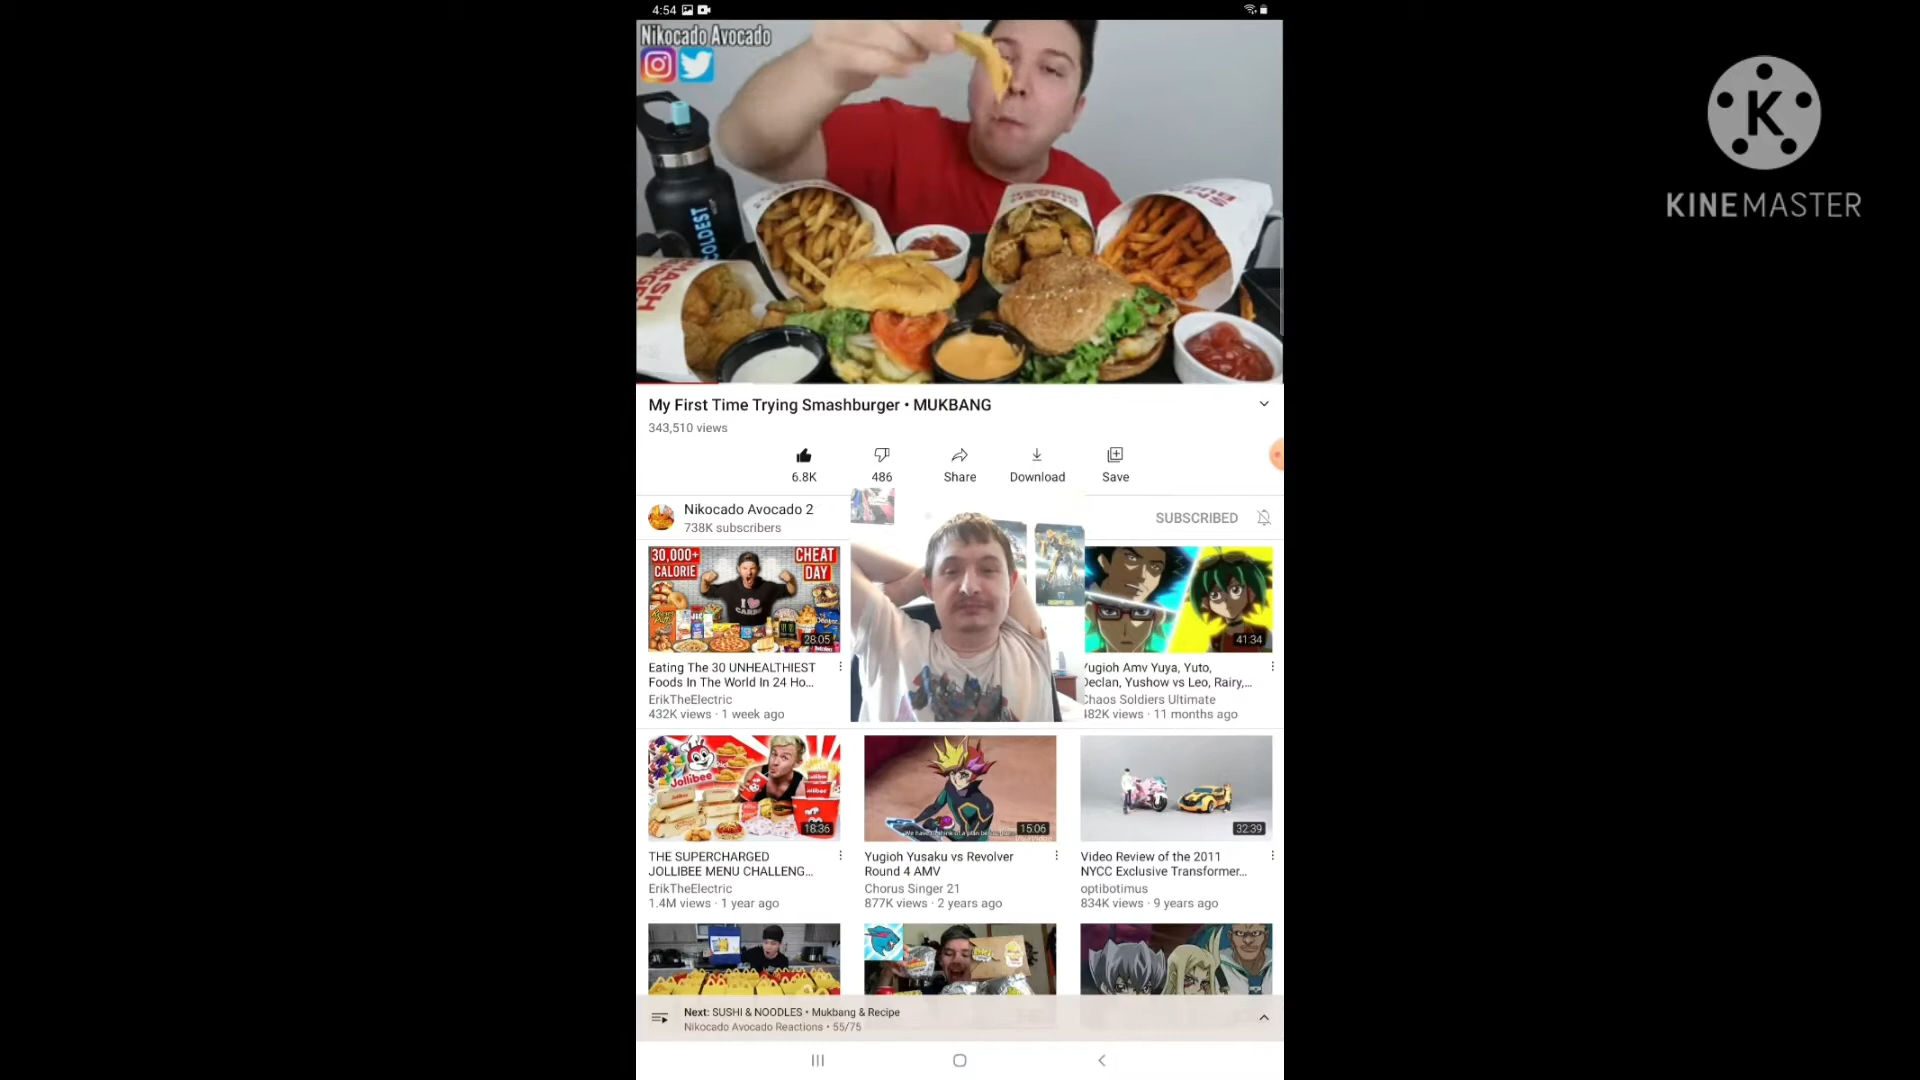 4:54
Nikocado Avocado
KINEMASTER
COLDEST
My First Time Trying Smashburger • MUKBANG
343,510 views
6.8K
486
Share
Download
Save
Nikocado Avocado 2
738K subscribers
SUBSCRIBED
30,000+
CALORIE
CHEAT
DAY
28:05
41:34
Eating The 30 UNHEALTHIEST
Foods In The World In 24 Ho...
ErikTheElectric
432K views · 1 week ago
Yugioh Amv Yuya, Yuto,
Declan, Yushow vs Leo, Rairy,...
Chaos Soldiers Ultimate
482K views · 11 months ago
Jollibee
18:36
15:06
32:39
THE SUPERCHARGED
JOLLIBEE MENU CHALLENG...
ErikTheElectric
1.4M views · 1 year ago
Yugioh Yusaku vs Revolver
Round 4 AMV
Chorus Singer 21
877K views · 2 years ago
Video Review of the 2011
NYCC Exclusive Transformer...
optibotimus
834K views · 9 years ago
Next: SUSHI & NOODLES • Mukbang & Recipe
Nikocado Avocado Reactions • 55/75